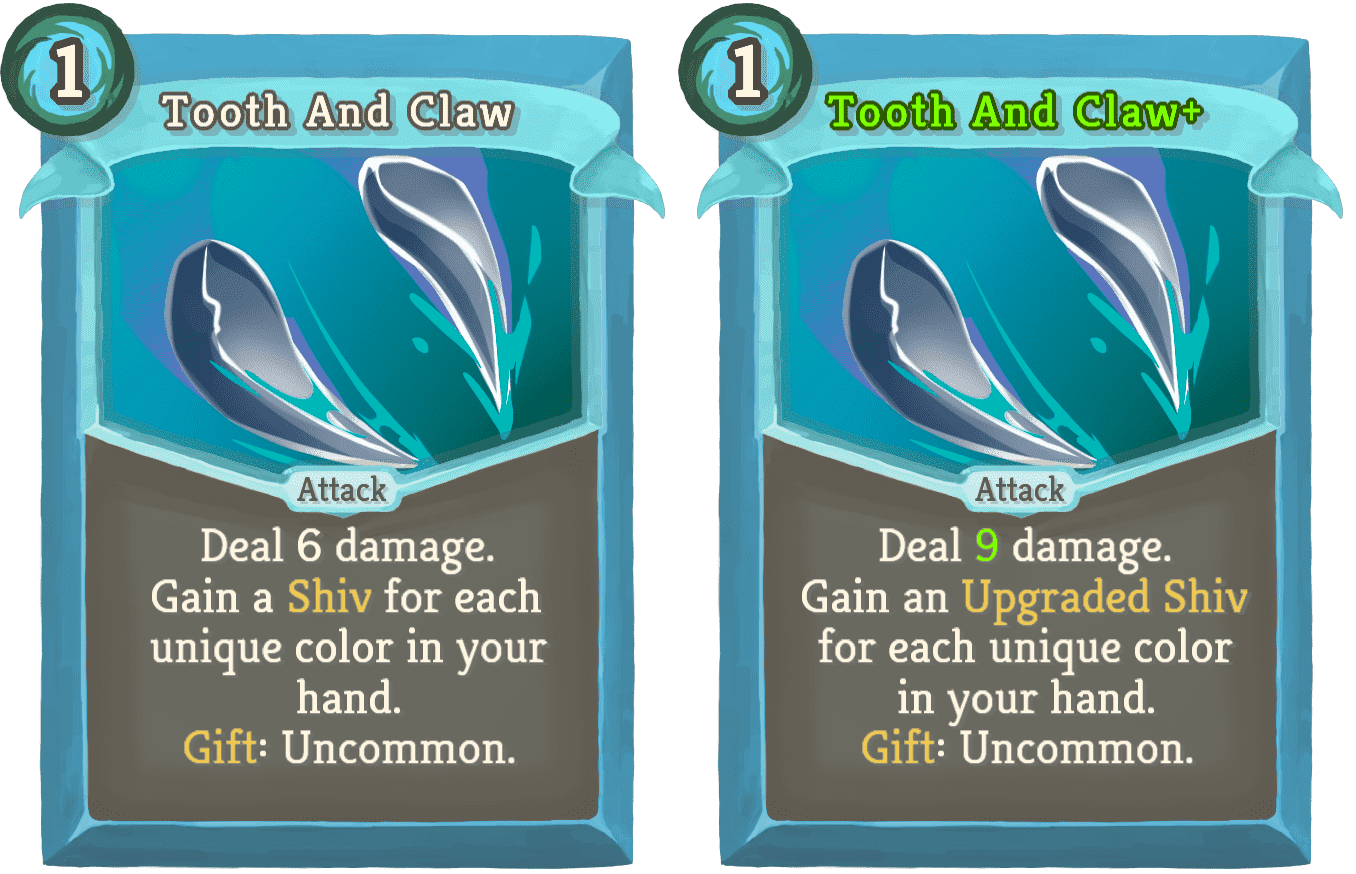 1
Tooth And Claw
Attack
Deal 6 damage.
Gain a Shiv for each
unique color in your
hand.
Gift: Uncommon.
1
Tooth And Claw+
Attack
Deal 9 damage.
Gain an Upgraded Shiv
for each unique color
in your hand.
Gift: Uncommon.